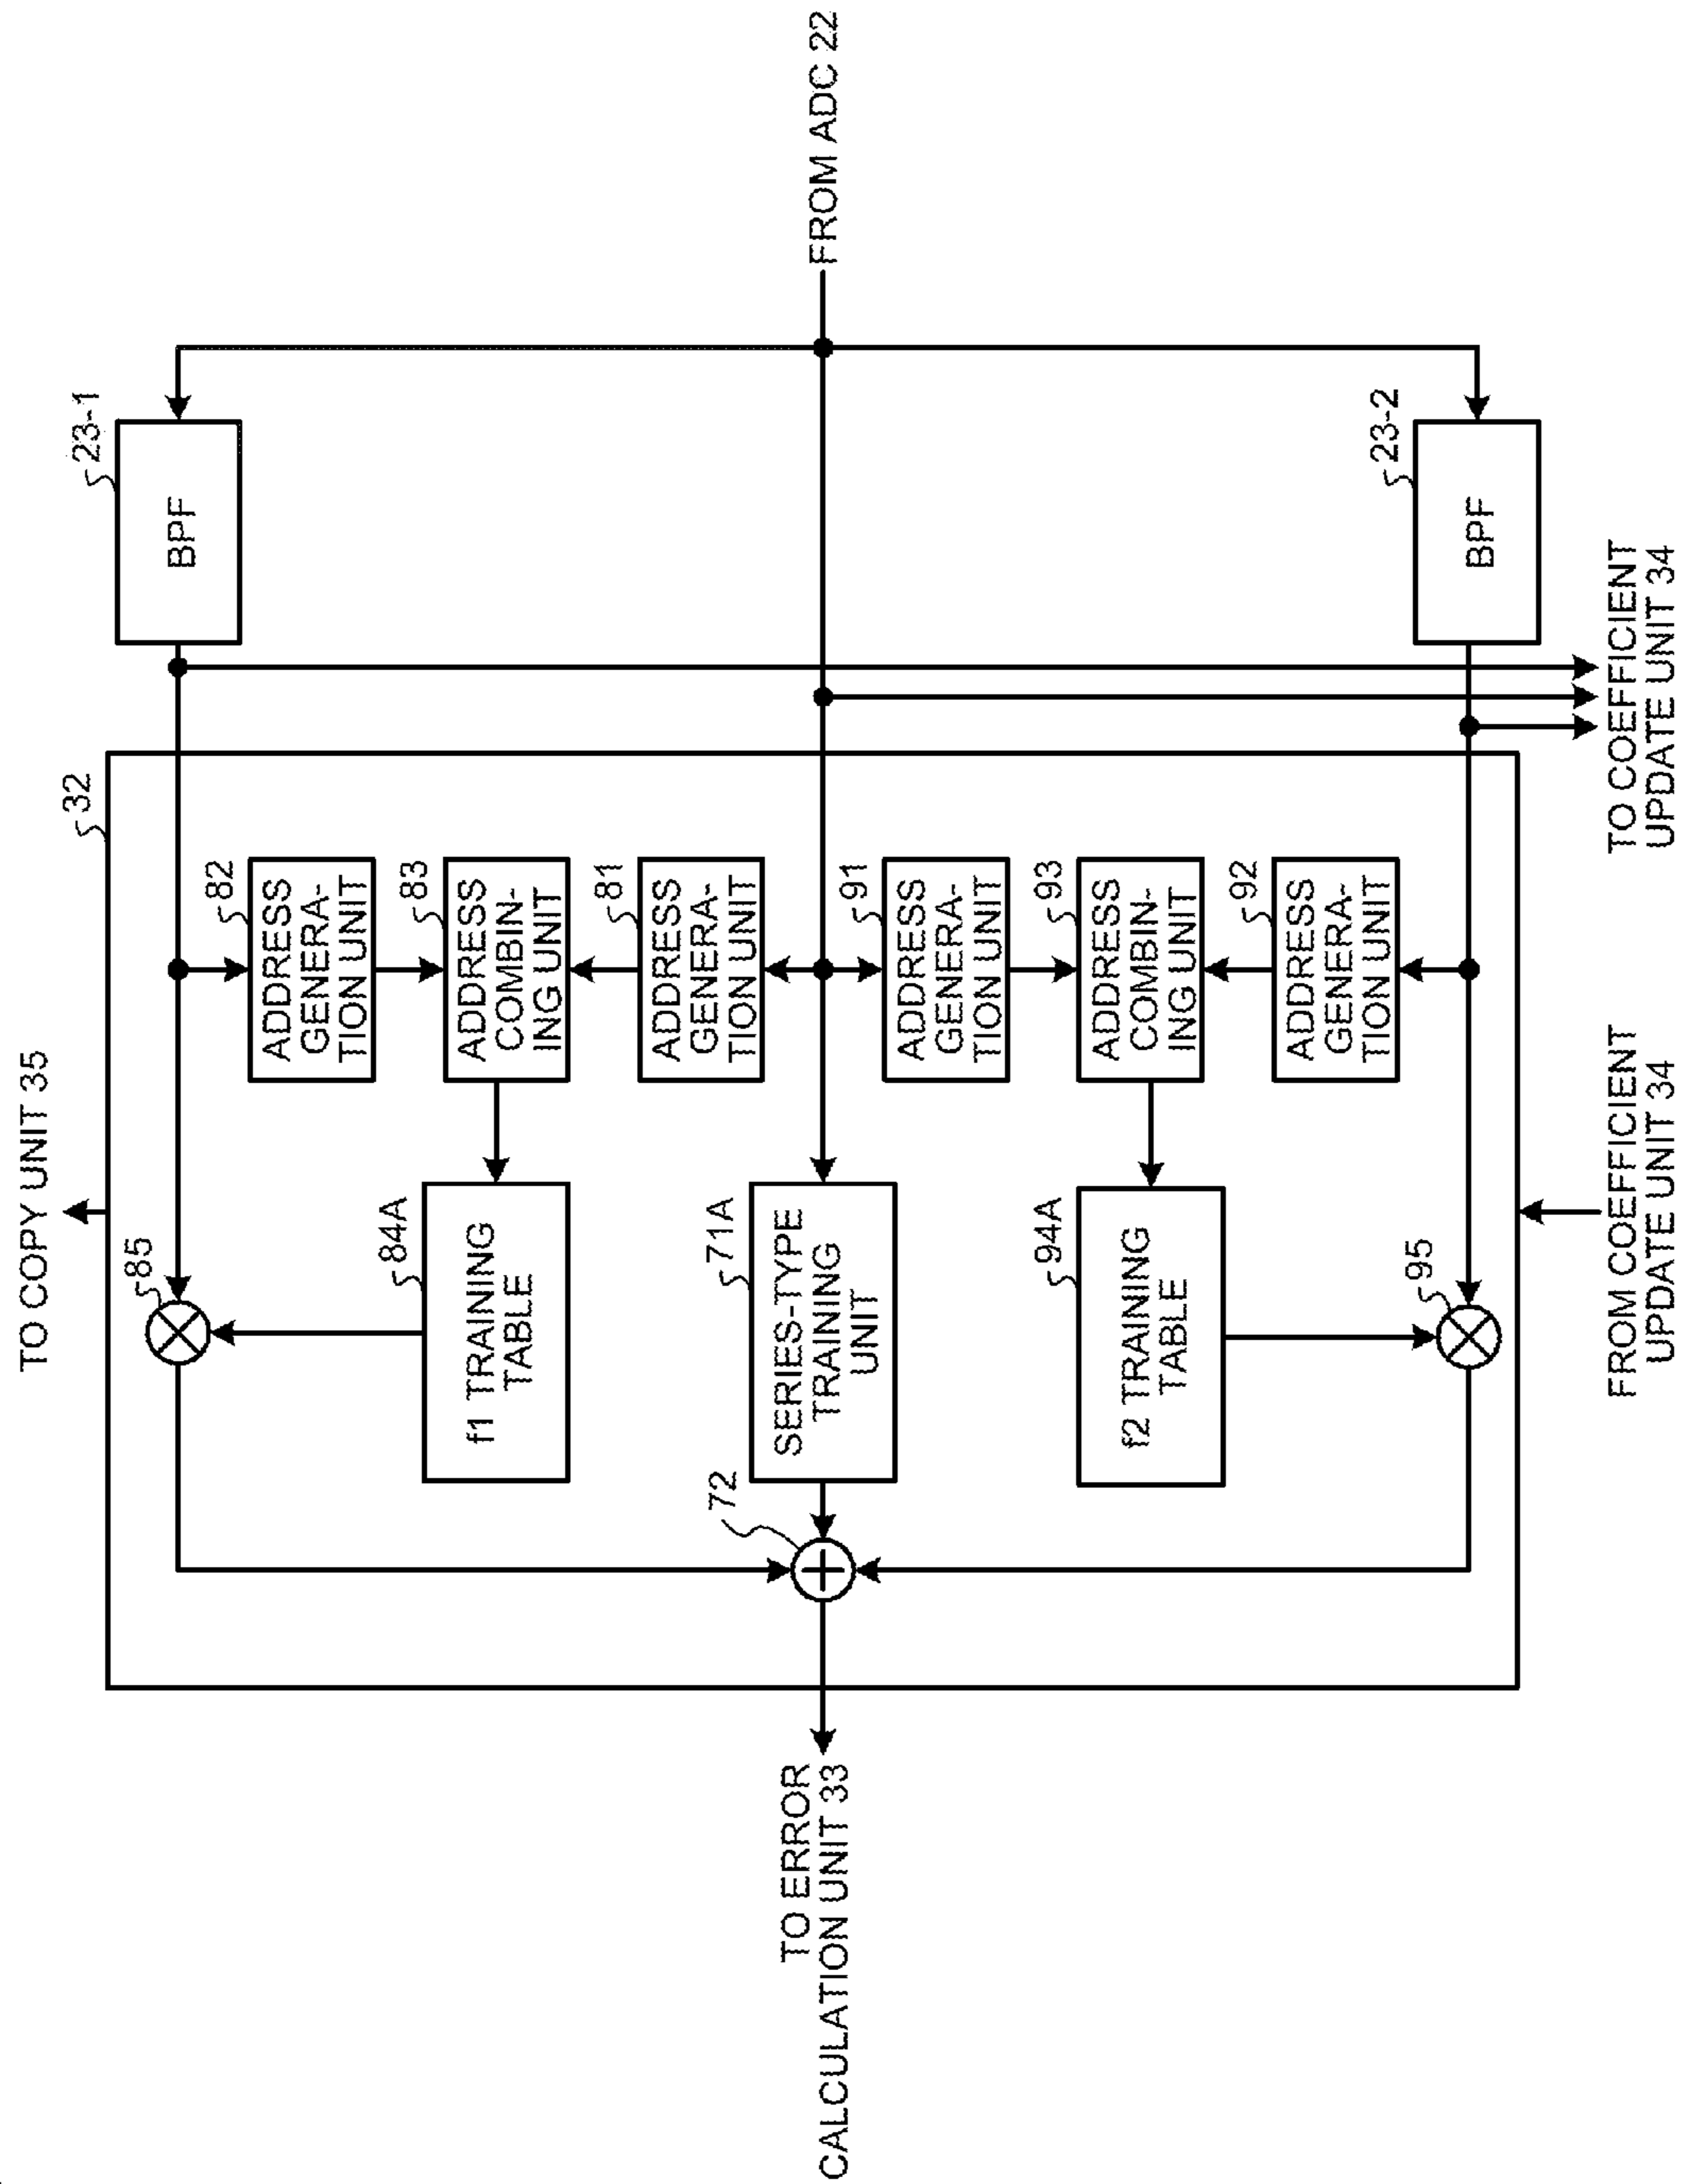 TO COPY UNIT 35
32
23-1
BPF
85
82
ADDRESS
GENERA-
TION UNIT
84A
f1 TRAINING
TABLE
83
ADDRESS
COMBIN-
ING UNIT
81
ADDRESS
GENERA-
TION UNIT
TO ERROR
CALCULATION UNIT 33
72
71A
SERIES-TYPE
TRAINING
UNIT
FROM ADC 22
91
ADDRESS
GENERA-
TION UNIT
94A
f2 TRAINING
TABLE
93
ADDRESS
COMBIN-
ING UNIT
92
ADDRESS
GENERA-
TION UNIT
95
23-2
BPF
FROM COEFFICIENT
UPDATE UNIT 34
TO COEFFICIENT
UPDATE UNIT 34